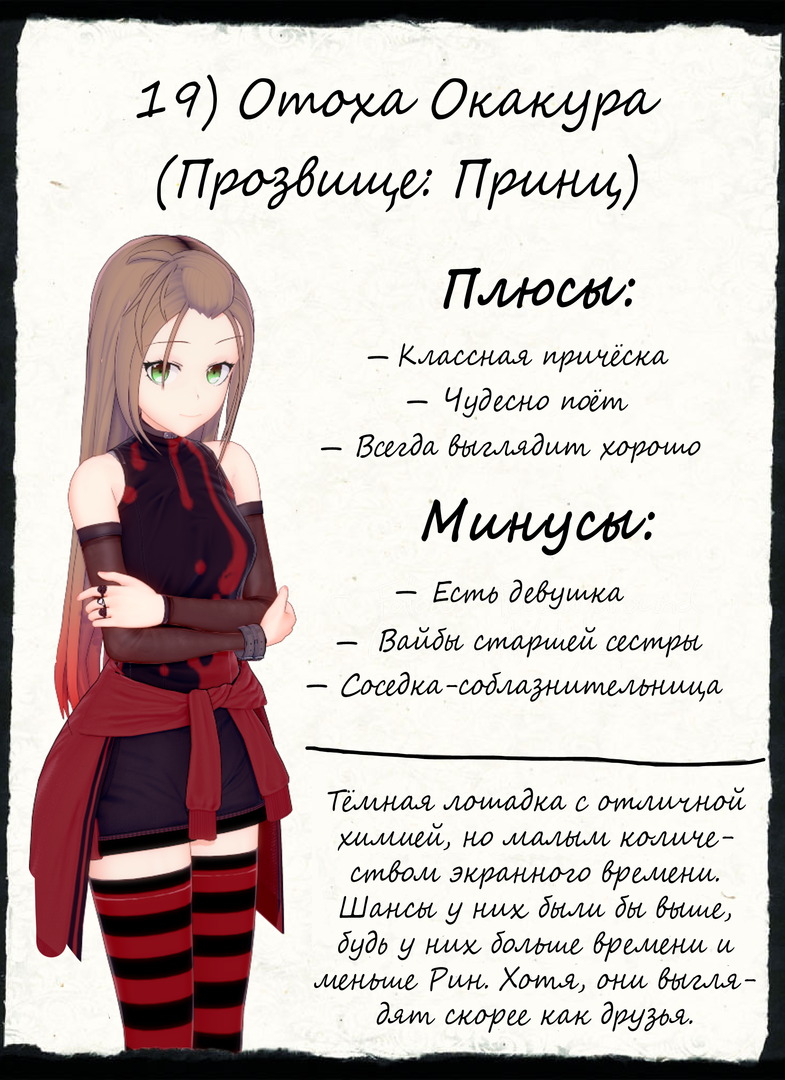 19) Отоха Окакура
(Прозвище: Принц)
Плюсы:
— Классная причёска
— Чудесно поёт
— Всегда выглядит хорошо
Минусы:
— Есть девушка
— Вайбы старшей сестры
— Соседка-соблазнительница
Тёмная лошадка с отличной
химией, но малым количе-
ством экранного времени.
Шансы у них были бы выше,
будь у них больше времени и
меньше Рин. Хотя, они выгля-
дят скорее как друзья.